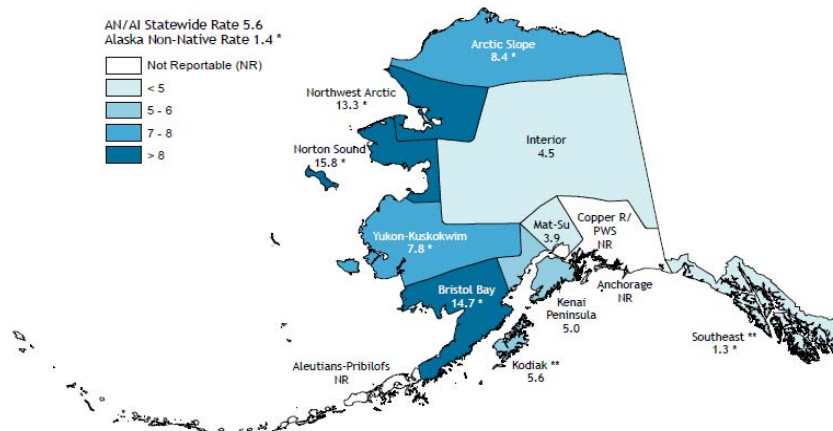 AN/AI Statewide Rate 5.6
Alaska Non-Native Rate 1.4 *
Not Reportable (NR)
< 5
5 - 6
7 - 8
> 8
Arctic Slope
8.4 *
Northwest Arctic
13.3 *
Norton Sound
15.8 *
Interior
4.5
Yukon-Kuskokwim
7.8 *
Mat-Su
3.9
Copper R/
PWS
NR
Bristol Bay
14.7 *
Kenai
Peninsula
5.0
Anchorage
NR
Southeast **
1.3 *
Aleutians-Pribilofs
NR
Kodiak **
5.6